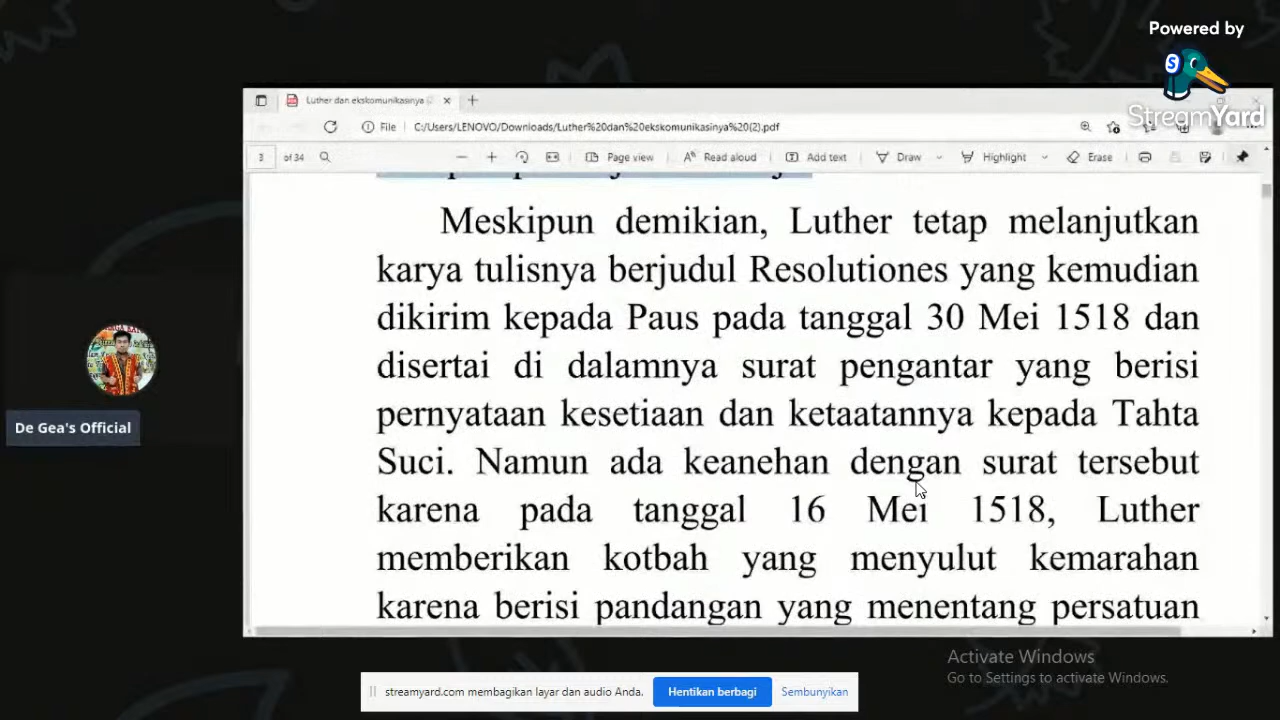 Powered by
StreamYard
Luther dan ekskomunikasinya
File
C:/Users/LENOVO/Downloads/Luther%20dan%20ekskomunikasinya%20(2).pdf
3 of 34
Page view
Read aloud
Add text
Draw
Highlight
Erase
Meskipun demikian, Luther tetap melanjutkan
karya tulisnya berjudul Resolutiones yang kemudian
dikirim kepada Paus pada tanggal 30 Mei 1518 dan
disertai di dalamnya surat pengantar yang berisi
pernyataan kesetiaan dan ketaatannya kepada Tahta
Suci. Namun ada keanehan dengan surat tersebut
karena pada tanggal 16 Mei 1518, Luther
memberikan kotbah yang menyulut kemarahan
karena berisi pandangan yang menentang persatuan
De Gea's Official
Activate Windows
Go to Settings to activate Windows.
streamyard.com membagikan layar dan audio Anda.
Hentikan berbagi
Sembunyikan